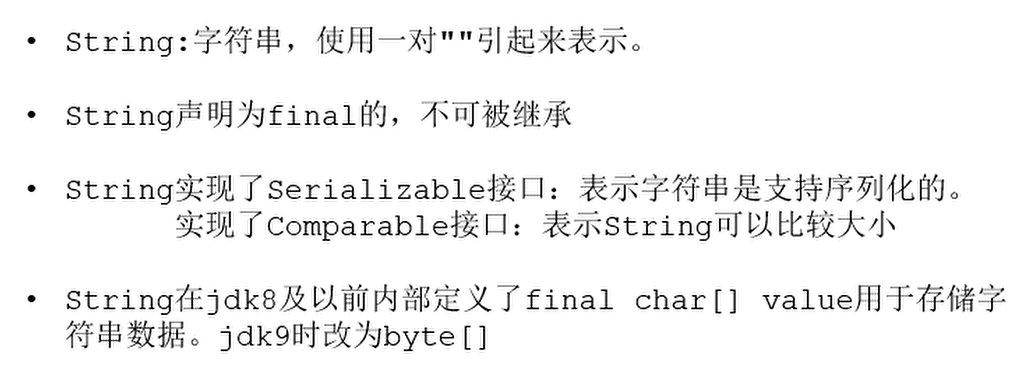 • String:字符串，使用一对""引起来表示。
• String声明为final的，不可被继承
• String实现了Serializable接口：表示字符串是支持序列化的。
实现了Comparable接口：表示String可以比较大小
• String在jdk8及以前内部定义了final char[] value用于存储字
符串数据。jdk9时改为byte[]